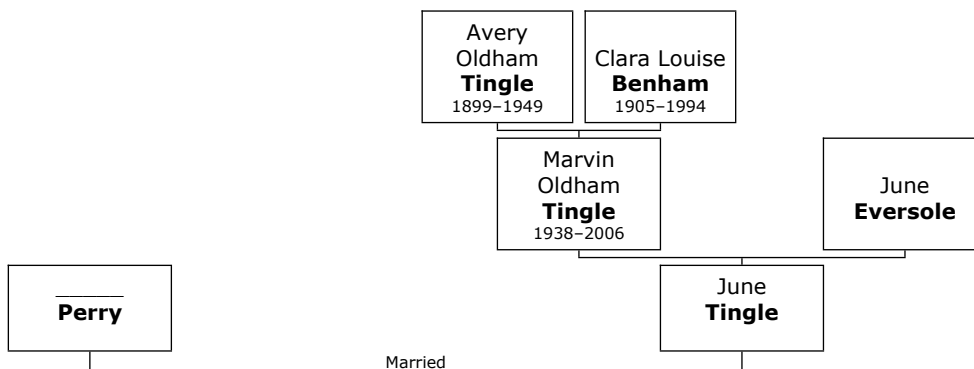 Avery
Oldham
Tingle
1899–1949
Clara Louise
Benham
1905–1994
Marvin
Oldham
Tingle
1938–2006
June
Eversole
______
Perry
June
Tingle
Married